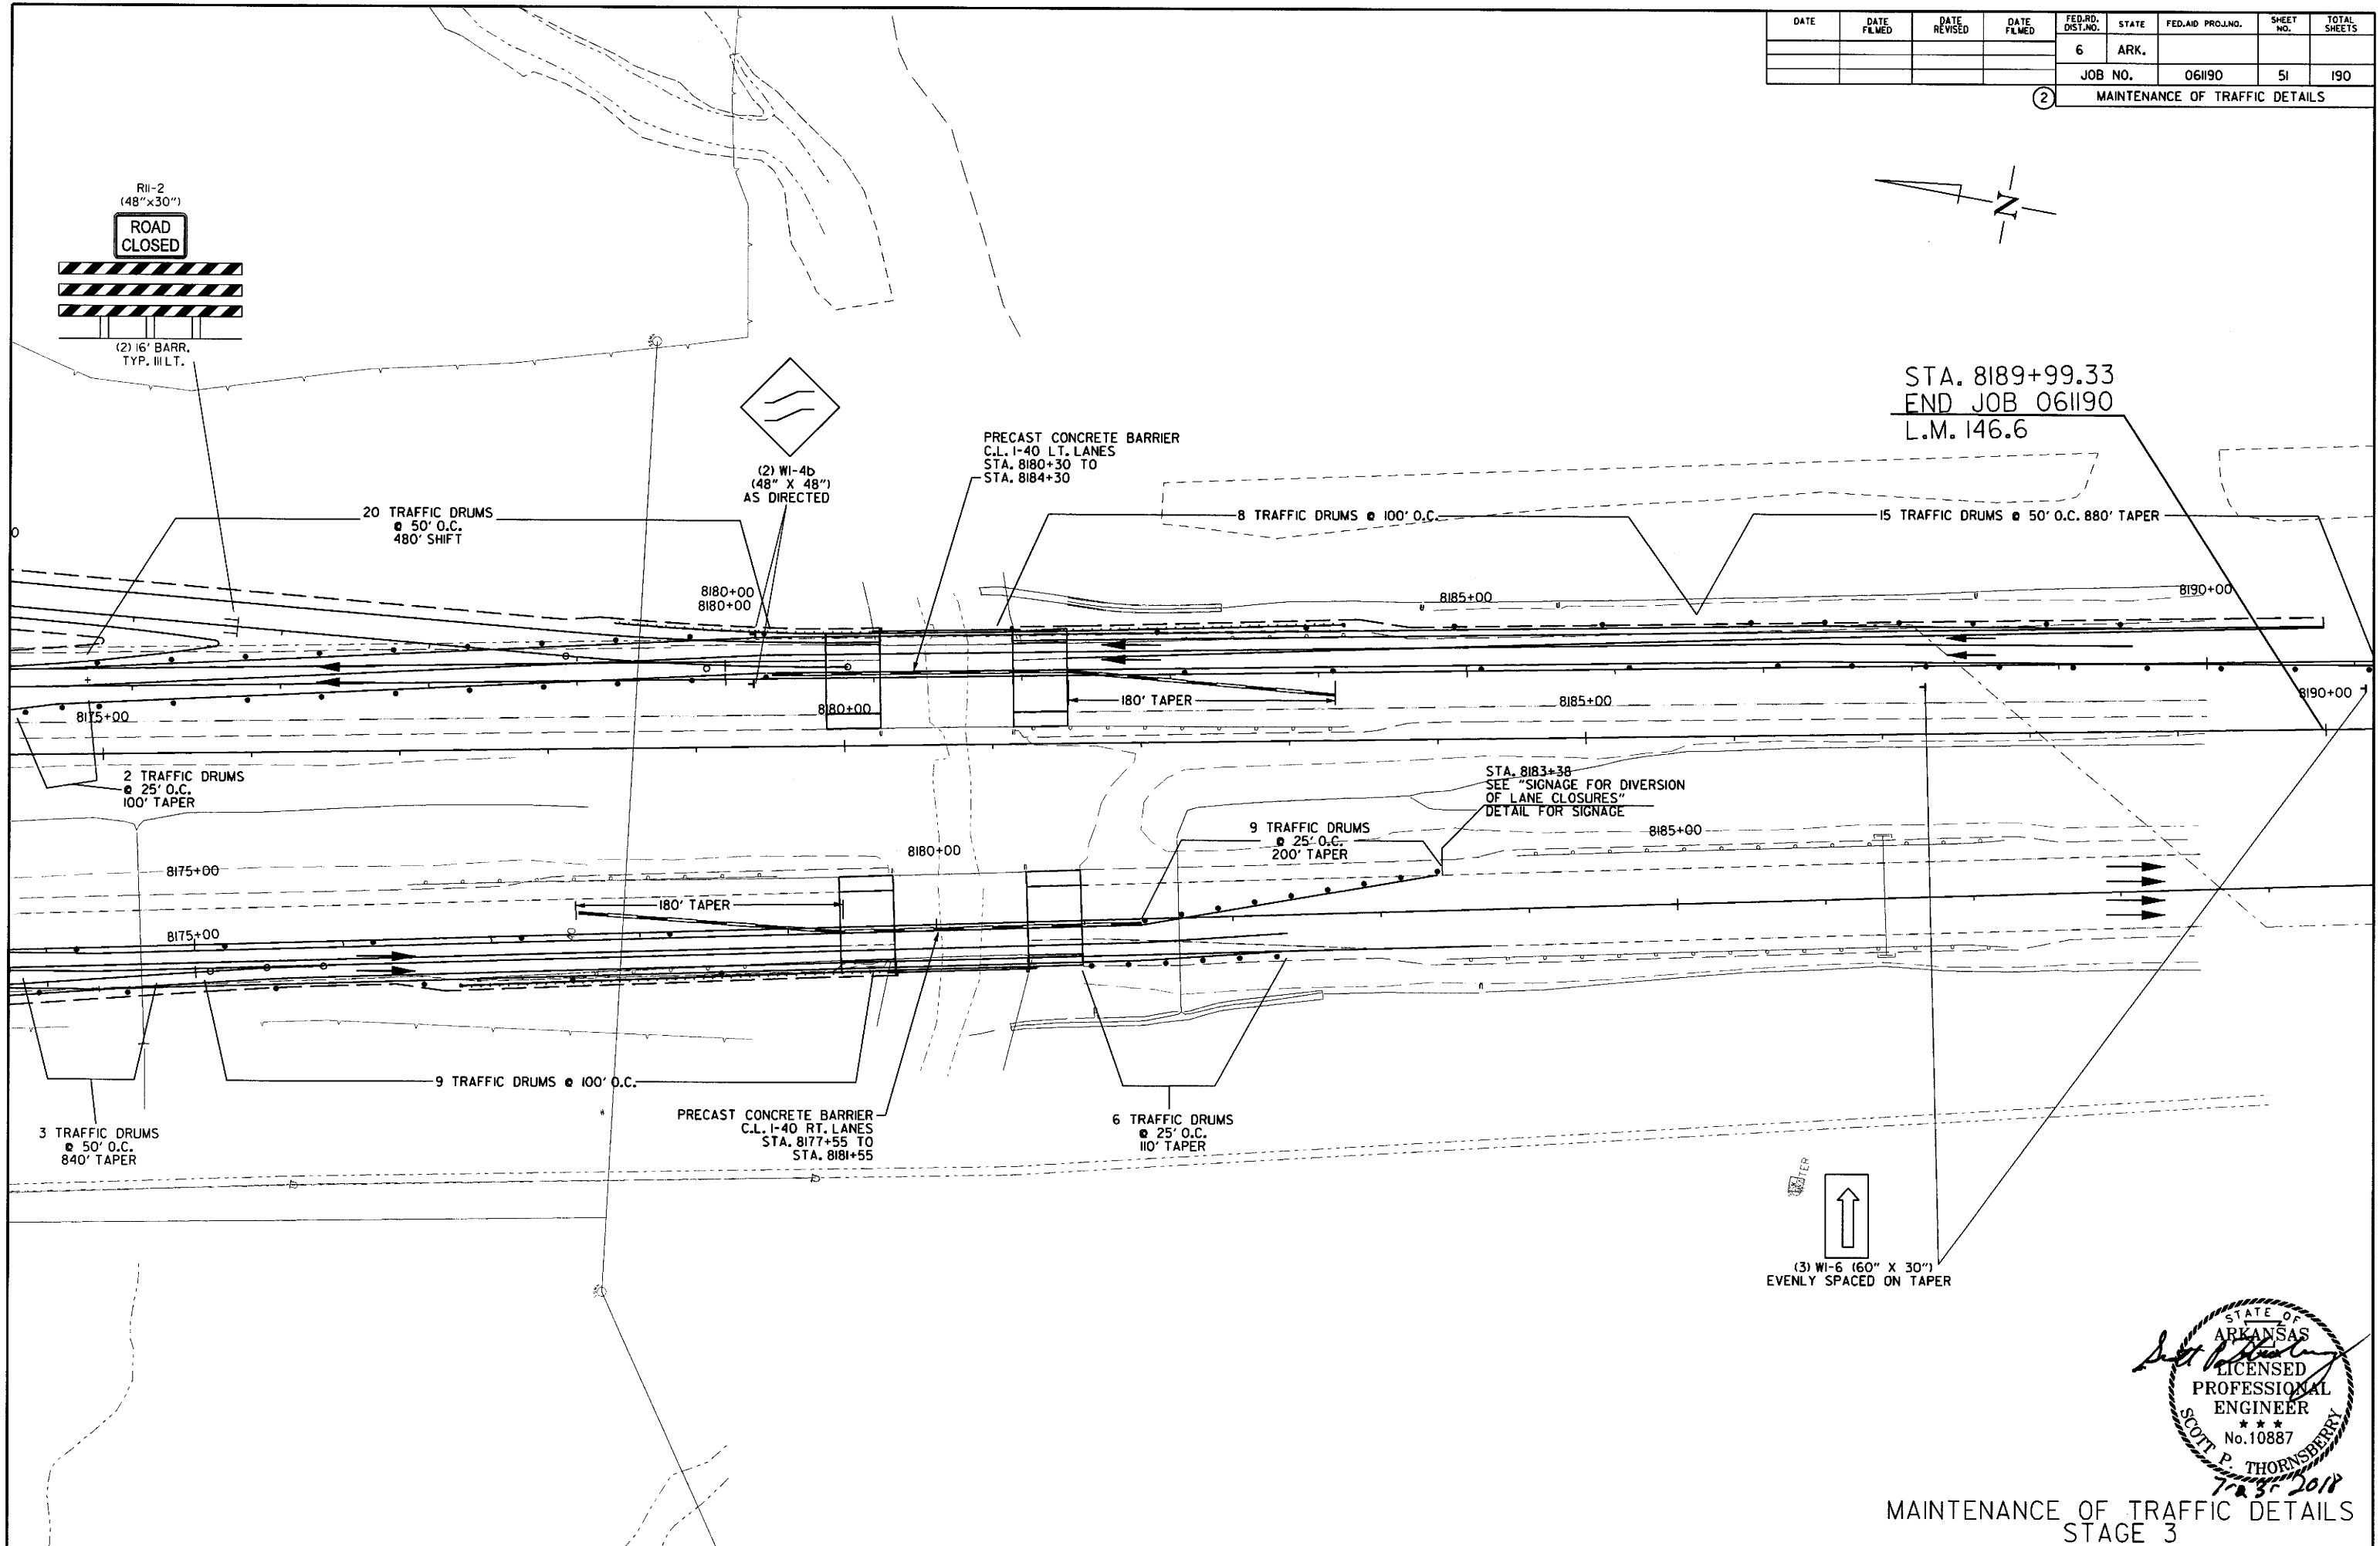 DATE
DATE FILMED
DATE REVISED
DATE FILMED
FED.RD. DIST.NO.
STATE
FED.AID PROJ.NO.
SHEET NO.
TOTAL SHEETS
6
ARK.
JOB NO.
061190
51
190
2
MAINTENANCE OF TRAFFIC DETAILS
R11-2
(48"x30")
ROAD
CLOSED
(2) 16' BARR.
TYP. III LT.
N
STA. 8189+99.33
END JOB 061190
L.M. 146.6
(2) W1-4b
(48" X 48")
AS DIRECTED
PRECAST CONCRETE BARRIER
C.L. I-40 LT. LANES
STA. 8180+30 TO
STA. 8184+30
20 TRAFFIC DRUMS
@ 50' O.C.
480' SHIFT
8 TRAFFIC DRUMS @ 100' O.C.
15 TRAFFIC DRUMS @ 50' O.C. 880' TAPER
0
8180+00
8180+00
8185+00
8190+00
8175+00
8180+00
180' TAPER
8185+00
8190+00
2 TRAFFIC DRUMS
@ 25' O.C.
100' TAPER
STA. 8183+38
SEE "SIGNAGE FOR DIVERSION
OF LANE CLOSURES"
DETAIL FOR SIGNAGE
9 TRAFFIC DRUMS
@ 25' O.C.
200' TAPER
8185+00
8180+00
8175+00
180' TAPER
8175+00
9 TRAFFIC DRUMS @ 100' O.C.
3 TRAFFIC DRUMS
@ 50' O.C.
840' TAPER
PRECAST CONCRETE BARRIER
C.L. I-40 RT. LANES
STA. 8177+55 TO
STA. 8181+55
6 TRAFFIC DRUMS
@ 25' O.C.
110' TAPER
(3) W1-6 (60" X 30")
EVENLY SPACED ON TAPER
STATE OF
ARKANSAS
LICENSED
PROFESSIONAL
ENGINEER
★ ★ ★
No.10887
SCOTT P. THORNSBERRY
MAINTENANCE OF TRAFFIC DETAILS
STAGE 3